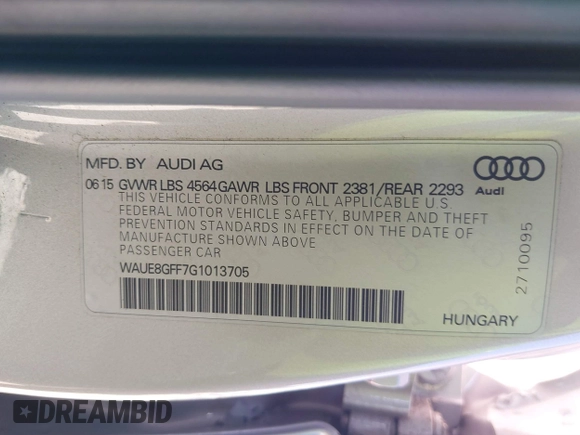 MFD. BY AUDI AG
0615 GVWR LBS 4564 GAWR LBS FRONT 2381/REAR 2293
THIS VEHICLE CONFORMS TO ALL APPLICABLE U.S.
FEDERAL MOTOR VEHICLE SAFETY, BUMPER AND THEFT
PREVENTION STANDARDS IN EFFECT ON THE DATE OF
MANUFACTURE SHOWN ABOVE
PASSENGER CAR
WAUE8GFF7G1013705
Audi
2710095
HUNGARY
DREAMBID